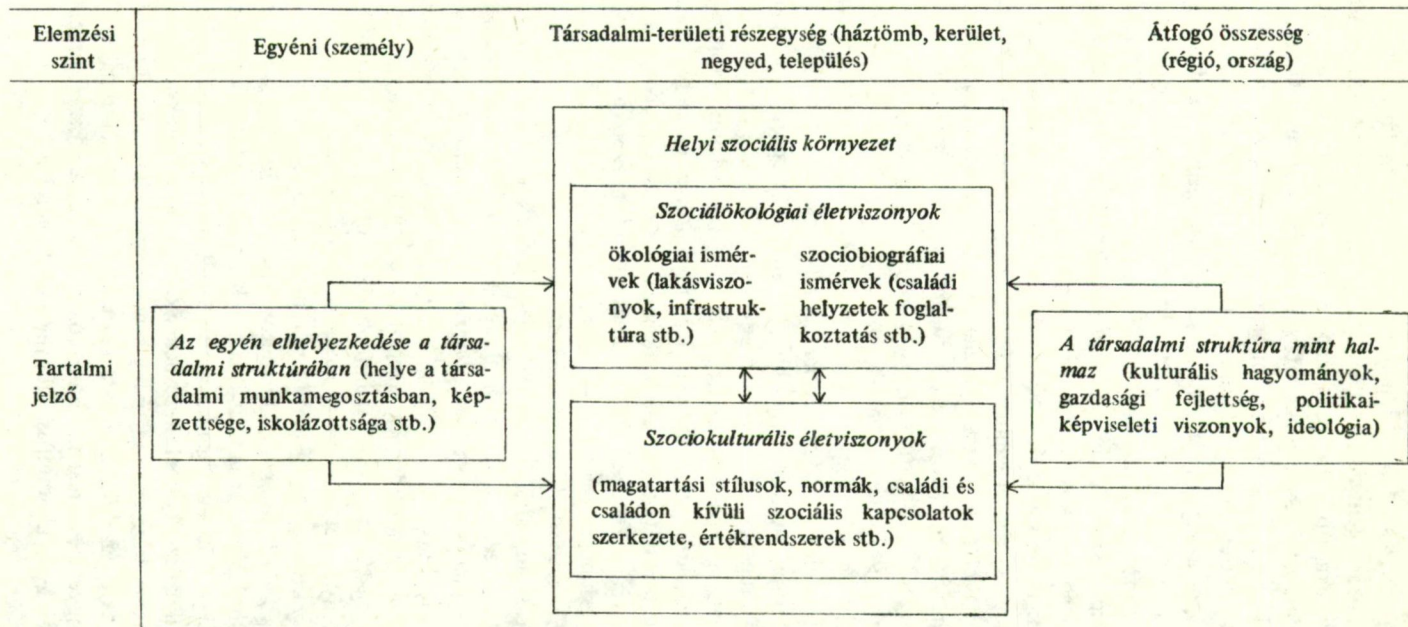 Elemzési
szint
Egyéni (személy)
Társadalmi-területi részegység (háztömb, kerület,
negyed, település)
Átfogó összesség
(régió, ország)
Helyi szociális környezet
Szociálökológiai életviszonyok
ökológiai ismér-
vek (lakásviszo-
nyok, infrastruk-
túra stb.)
szociobiográfiai
ismérvek (családi
helyzetek foglal-
koztatás stb.)
Tartalmi
jelző
Az egyén elhelyezkedése a társa-
dalmi struktúrában (helye a társa-
dalmi munkamegosztásban, kép-
zettsége, iskolázottsága stb.)
A társadalmi struktúra mint hal-
maz (kulturális hagyományok,
gazdasági fejlettség, politikai-
képviseleti viszonyok, ideológia)
Szociokulturális életviszonyok
(magatartási stílusok, normák, családi és
családon kívüli szociális kapcsolatok
szerkezete, értékrendszerek stb.)